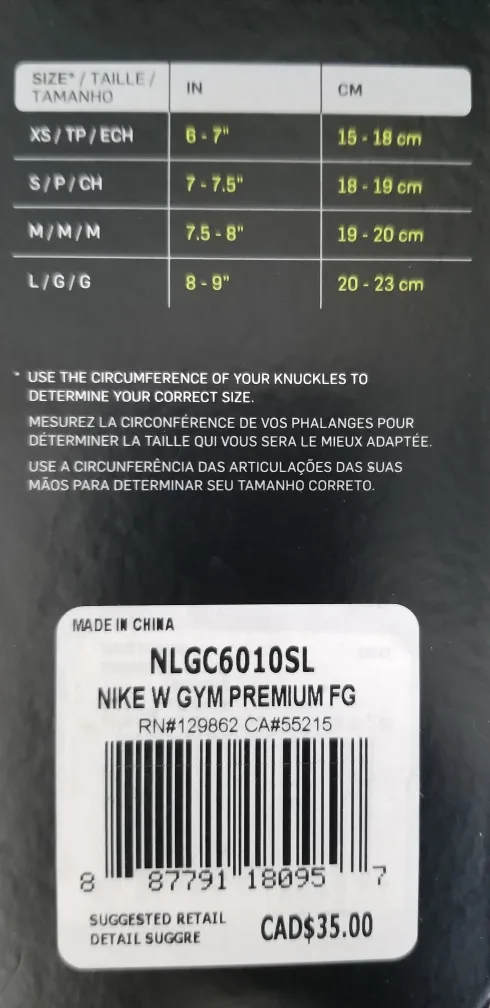 SIZE* / TAILLE / TAMANHO IN CM
XS / TP / ECH 6 - 7" 15 - 18 cm
S / P / CH 7 - 7.5" 18 - 19 cm
M / M / M 7.5 - 8" 19 - 20 cm
L / G / G 8 - 9" 20 - 23 cm
* USE THE CIRCUMFERENCE OF YOUR KNUCKLES TO
DETERMINE YOUR CORRECT SIZE.
MESUREZ LA CIRCONFÉRENCE DE VOS PHALANGES POUR
DÉTERMINER LA TAILLE QUI VOUS SERA LE MIEUX ADAPTÉE.
USE A CIRCUNFERÊNCIA DAS ARTICULAÇÕES DAS SUAS
MÃOS PARA DETERMINAR SEU TAMANHO CORRETO.
MADE IN CHINA
NLGC6010SL
NIKE W GYM PREMIUM FG
RN#129862 CA#55215
8 87791 18095 7
SUGGESTED RETAIL
DETAIL SUGGRE
CAD$35.00